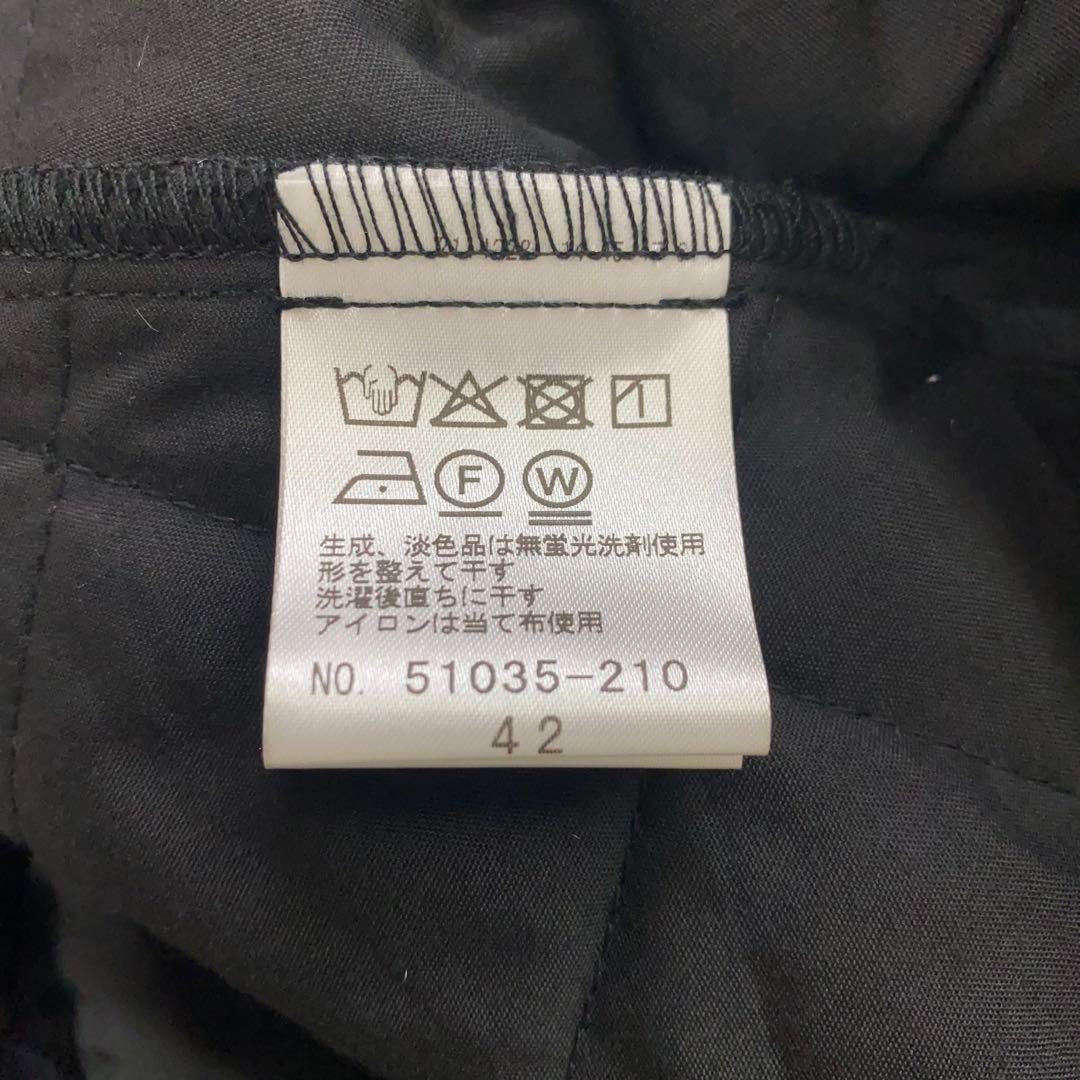 F W
生成、淡色品は無蛍光洗剤使用
形を整えて干す
洗濯後直ちに干す
アイロンは当て布使用
NO. 51035-210
42